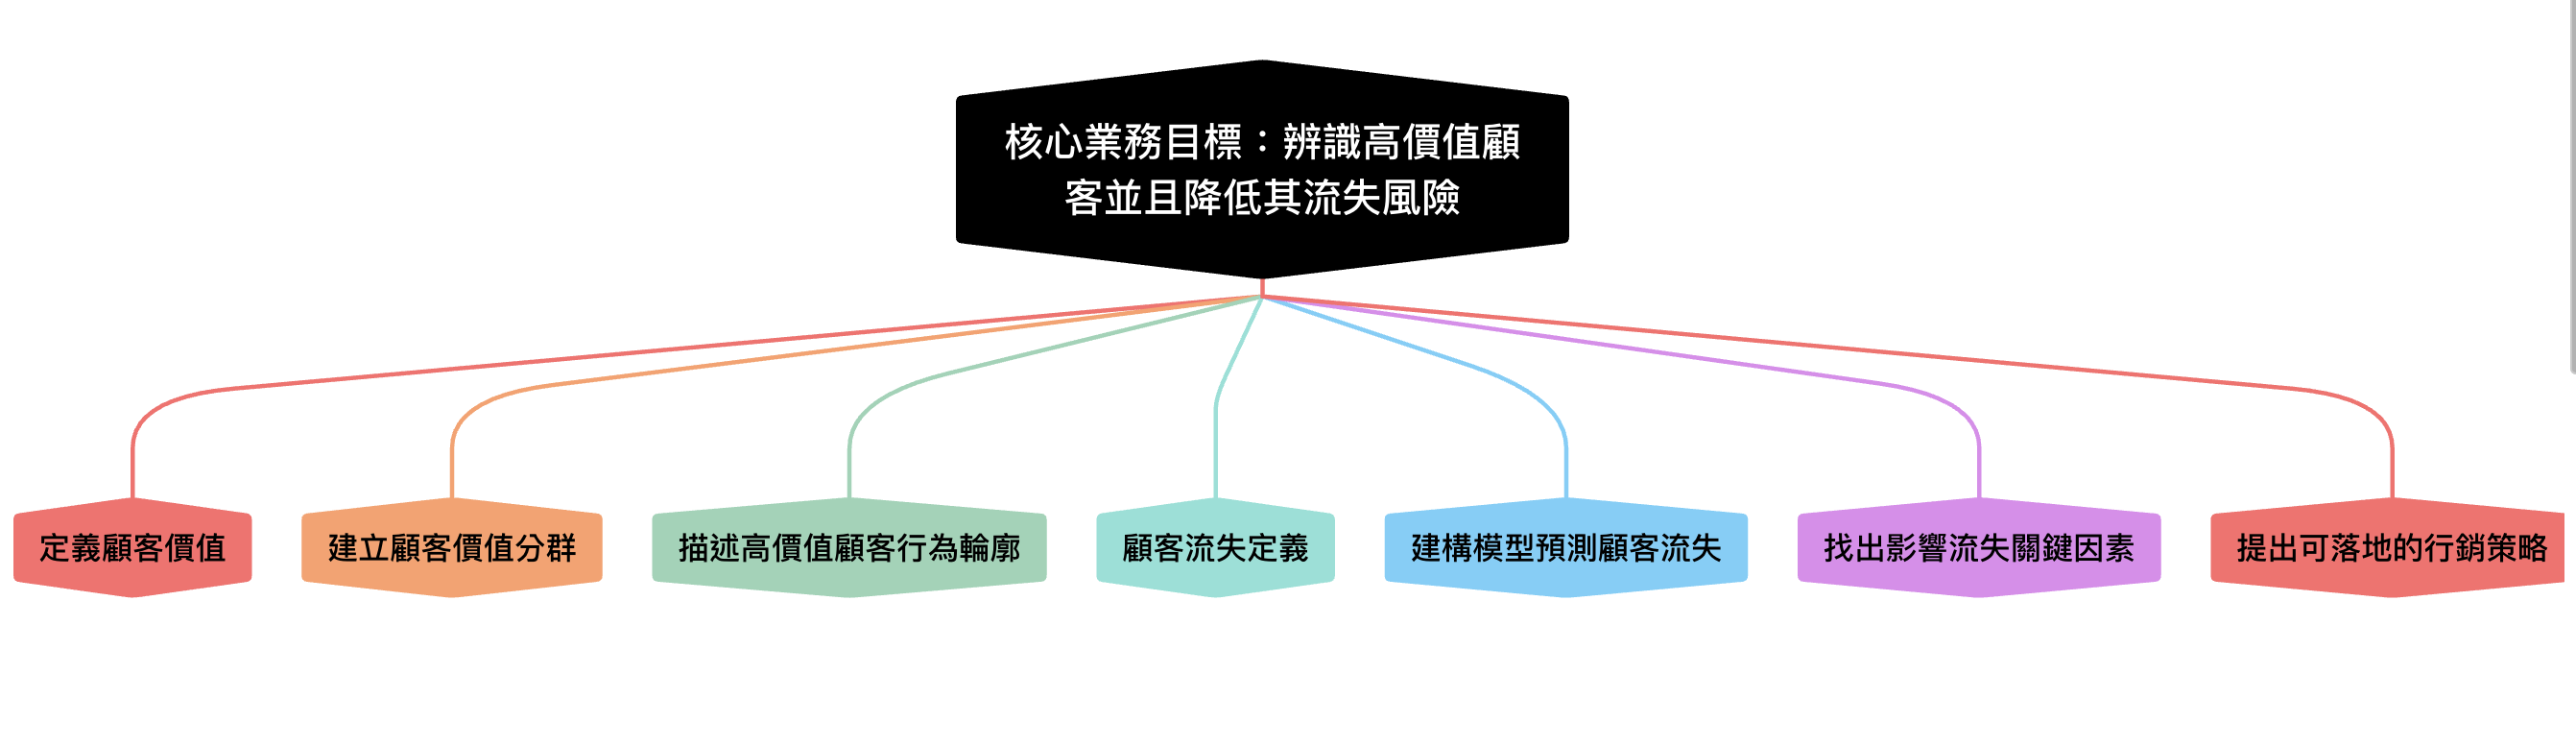 核心業務目標：辨識高價值顧
客並且降低其流失風險
定義顧客價值
建立顧客價值分群
描述高價值顧客行為輪廓
顧客流失定義
建構模型預測顧客流失
找出影響流失關鍵因素
提出可落地的行銷策略